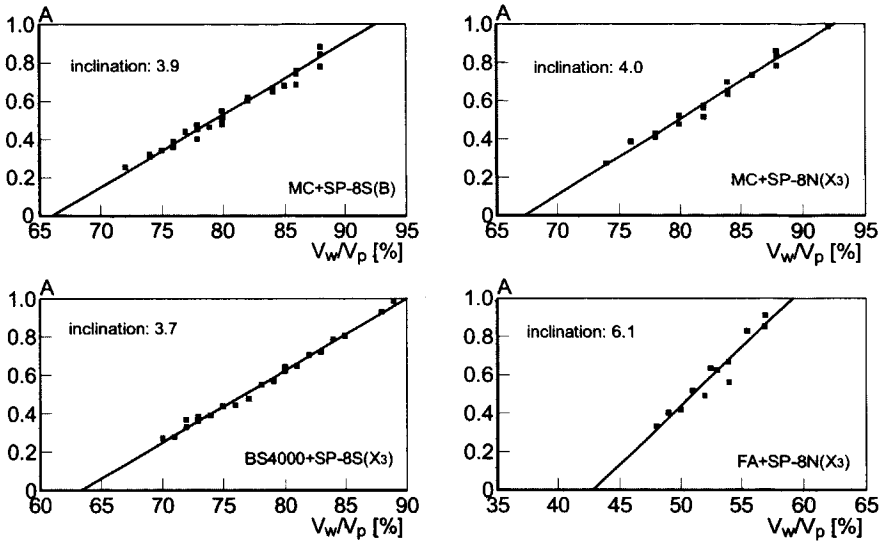 A
1.0
0.8
0.6
0.4
0.2
0
inclination: 3.9
MC+SP-8S(B)
65 70 75 80 85 90 95
Vw/Vp [%]
A
1.0
0.8
0.6
0.4
0.2
0
inclination: 4.0
MC+SP-8N(X3)
65 70 75 80 85 90 95
Vw/Vp [%]
A
1.0
0.8
0.6
0.4
0.2
0
inclination: 3.7
BS4000+SP-8S(X3)
60 65 70 75 80 85 90
Vw/Vp [%]
A
1.0
0.8
0.6
0.4
0.2
0
inclination: 6.1
FA+SP-8N(X3)
35 40 45 50 55 60 65
Vw/Vp [%]